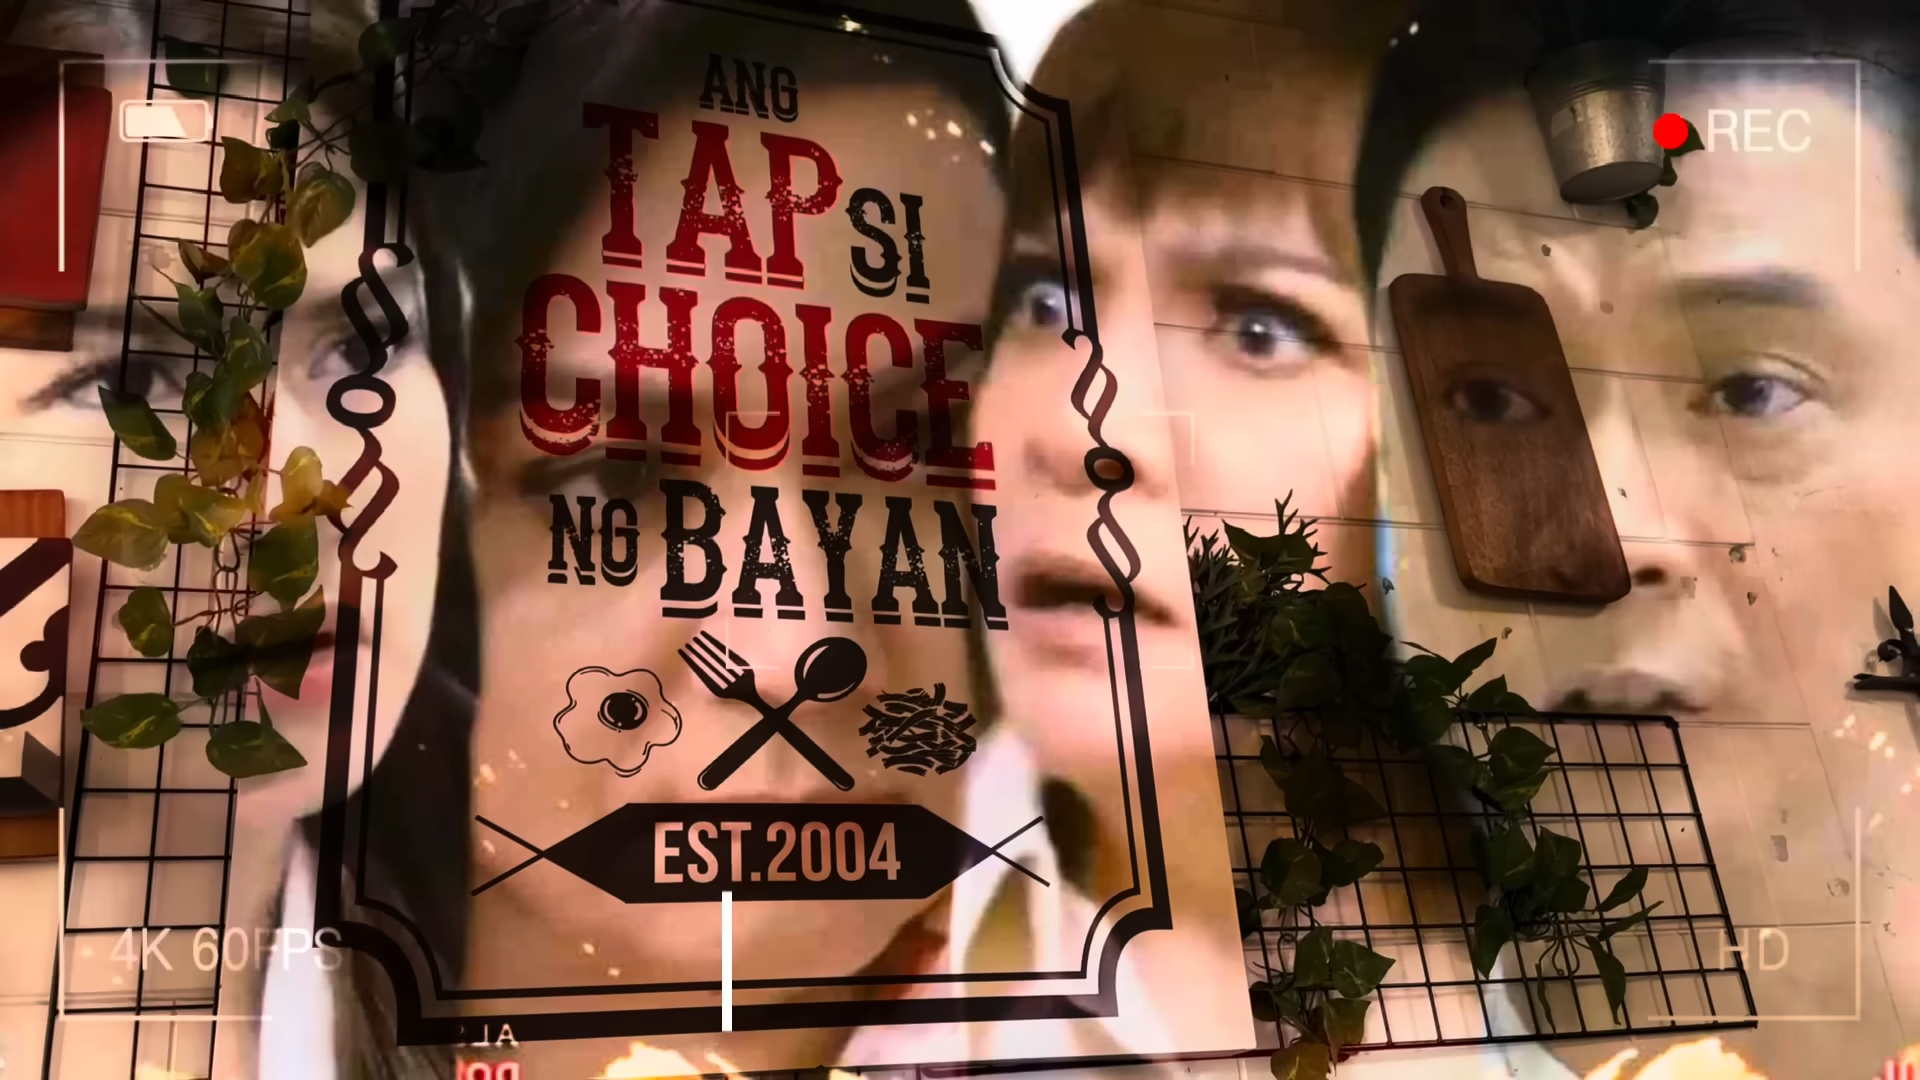 REC
ANG
TAP SI
CHOICE
NG BAYAN
EST.2004
4K 60FPS
HD